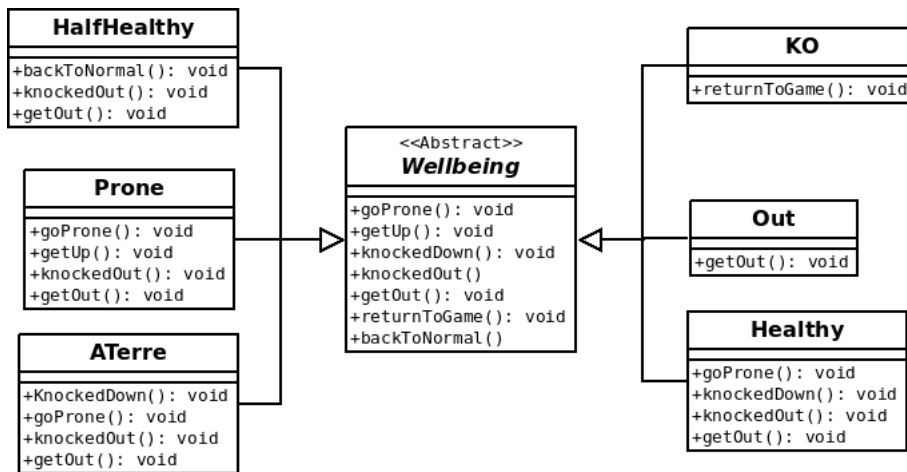 HalfHealthy
+backToNormal(): void
+knockedOut(): void
+getOut(): void
Prone
+goProne(): void
+getUp(): void
+knockedOut(): void
+getOut(): void
ATerre
+KnockedDown(): void
+goProne(): void
+knockedOut(): void
+getOut(): void
<<Abstract>>
Wellbeing
+goProne(): void
+getUp(): void
+knockedDown(): void
+knockedOut()
+getOut(): void
+returnToGame(): void
+backToNormal()
KO
+returnToGame(): void
Out
+getOut(): void
Healthy
+goProne(): void
+knockedDown(): void
+knockedOut(): void
+getOut(): void